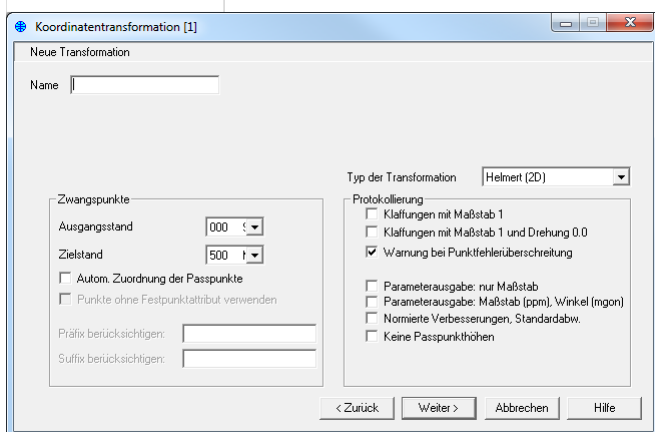 Koordinatentransformation [1]
Neue Transformation
Name
Typ der Transformation Helmert (2D)
Zwangspunkte
Ausgangsstand 000
Zielstand 500
Autom. Zuordnung der Passpunkte
Punkte ohne Festpunktattribut verwenden
Präfix berücksichtigen:
Suffix berücksichtigen:
Protokollierung
Klaffungen mit Maßstab 1
Klaffungen mit Maßstab 1 und Drehung 0.0
Warnung bei Punktfehlerüberschreitung
Parameterausgabe: nur Maßstab
Parameterausgabe: Maßstab (ppm), Winkel (mgon)
Normierte Verbesserungen, Standardabw.
Keine Passpunkthöhen
< Zurück Weiter > Abbrechen Hilfe